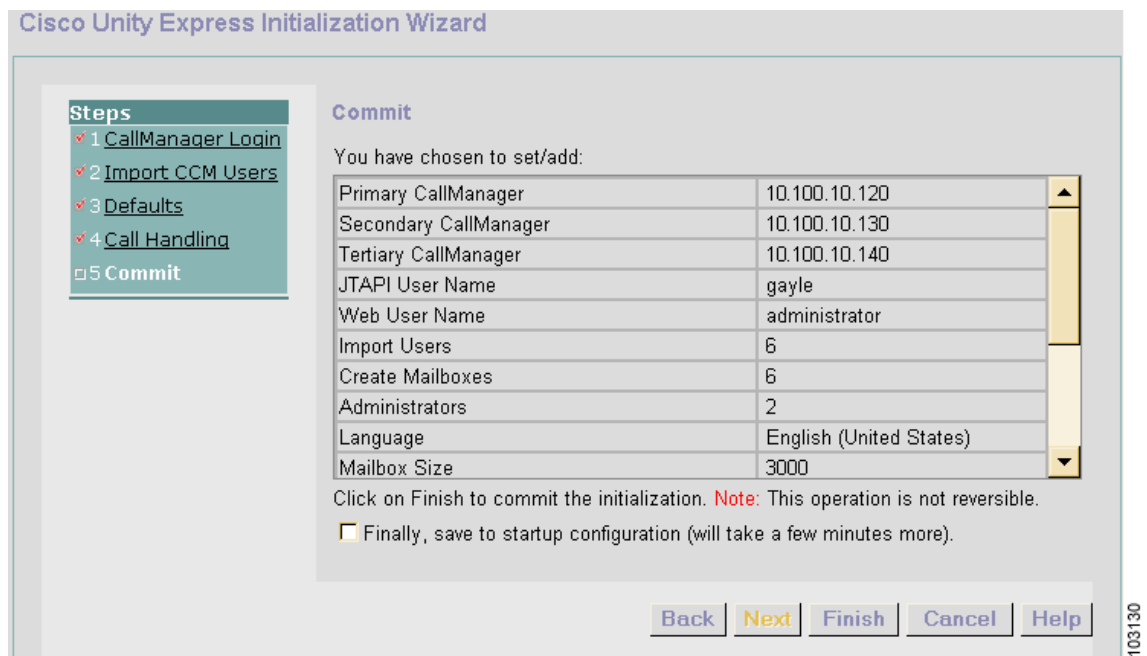 Cisco Unity Express Initialization Wizard
Steps
1 CallManager Login
2 Import CCM Users
3 Defaults
4 Call Handling
5 Commit
Commit
You have chosen to set/add:
Primary CallManager 10.100.10.120
Secondary CallManager 10.100.10.130
Tertiary CallManager 10.100.10.140
JTAPI User Name gayle
Web User Name administrator
Import Users 6
Create Mailboxes 6
Administrators 2
Language English (United States)
Mailbox Size 3000
Click on Finish to commit the initialization. Note: This operation is not reversible.
Finally, save to startup configuration (will take a few minutes more).
Back Next Finish Cancel Help
103130